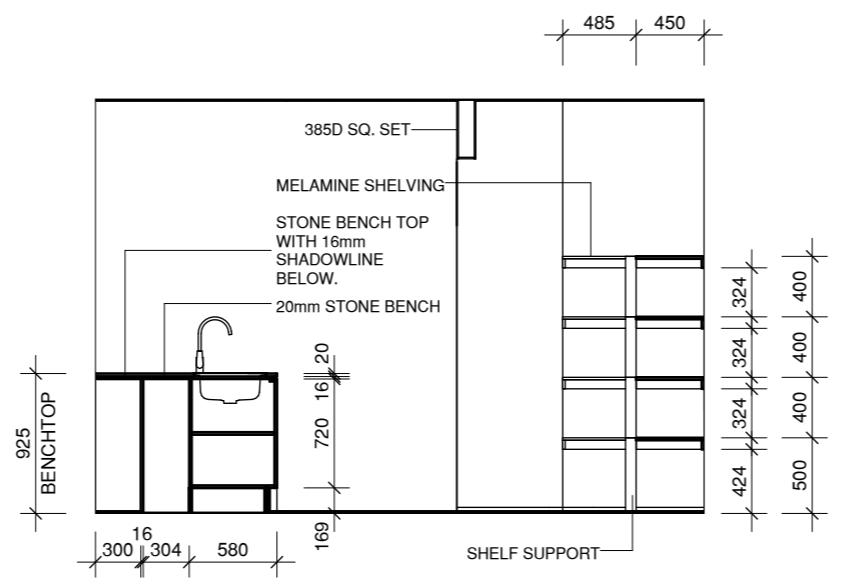 485 450
385D SQ. SET
MELAMINE SHELVING
STONE BENCH TOP
WITH 16mm
SHADOWLINE
BELOW.
20mm STONE BENCH
324
400
324
400
324
400
424
500
20
16
720
169
925
BENCHTOP
16
300 304 580
SHELF SUPPORT